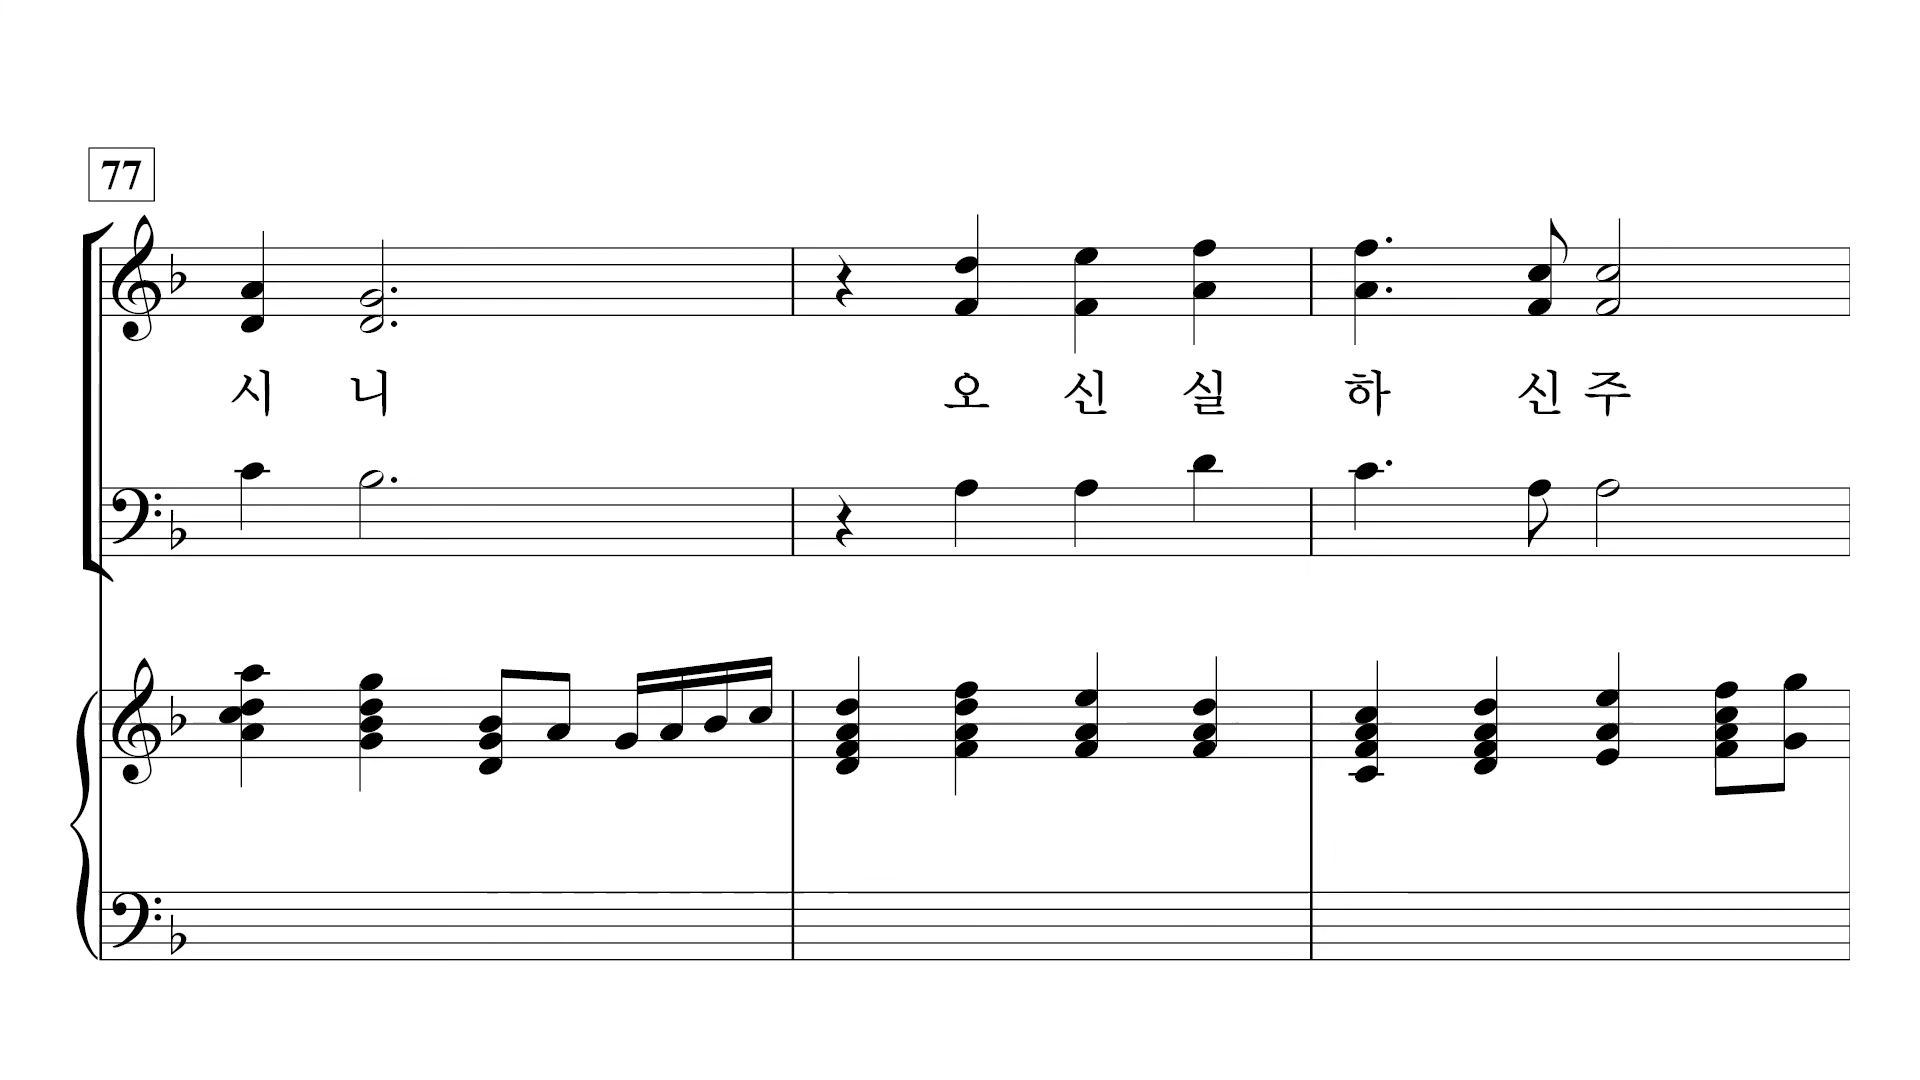 77
시 니 오 신 실 하 신 주